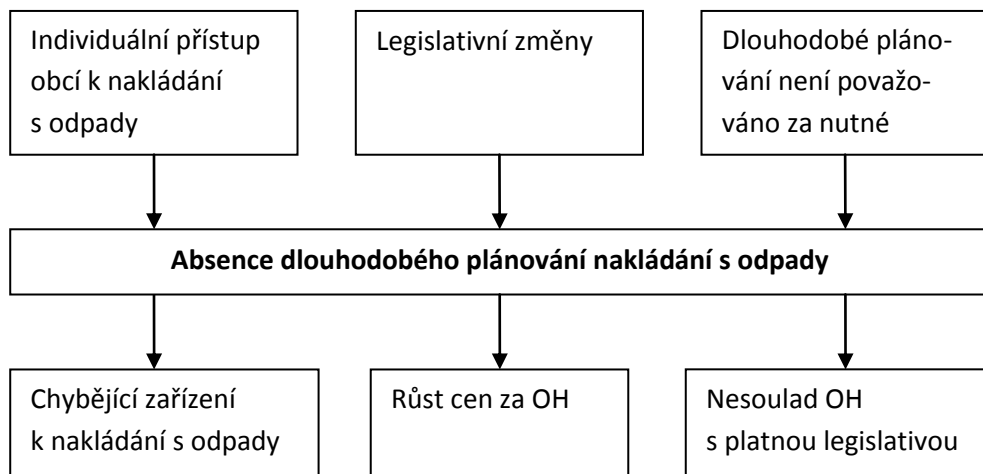 Individuální přístup
obcí k nakládání
s odpady
Legislativní změny
Dlouhodobé pláno-
vání není považo-
váno za nutné
Absence dlouhodobého plánování nakládání s odpady
Chybějící zařízení
k nakládání s odpady
Růst cen za OH
Nesoulad OH
s platnou legislativou